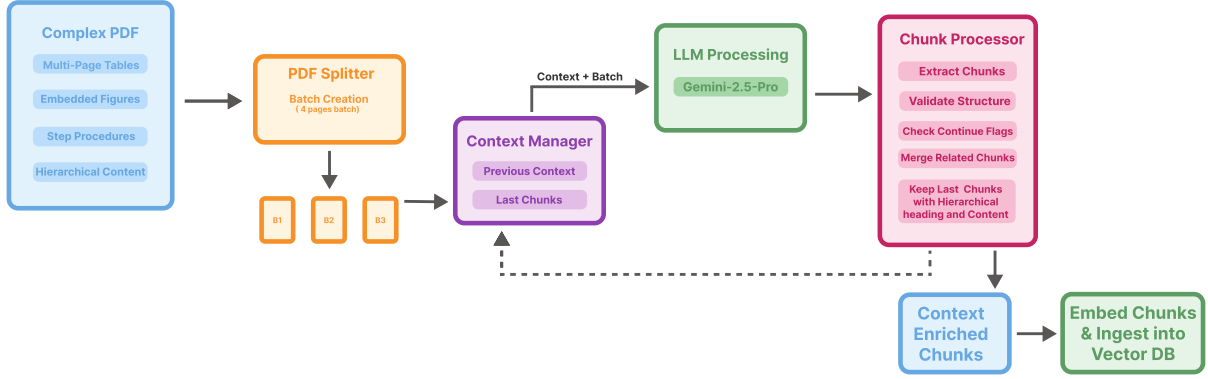 Complex PDF
Multi-Page Tables
Embedded Figures
Step Procedures
Hierarchical Content
PDF Splitter
Batch Creation
( 4 pages batch)
B1
B2
B3
Context Manager
Previous Context
Last Chunks
Context + Batch
LLM Processing
Gemini-2.5-Pro
Chunk Processor
Extract Chunks
Validate Structure
Check Continue Flags
Merge Related Chunks
Keep Last Chunks
with Hierarchical
heading and Content
Context
Enriched
Chunks
Embed Chunks
& Ingest into
Vector DB